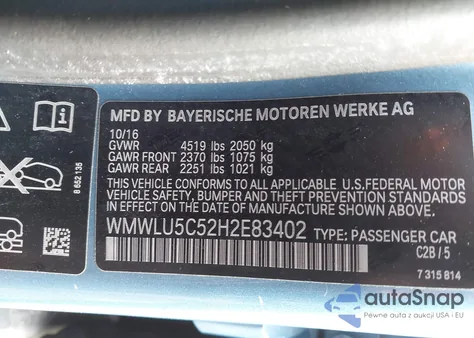 MFD BY BAYERISCHE MOTOREN WERKE AG
10/16
GVWR 4519 lbs 2050 kg
GAWR FRONT 2370 lbs 1075 kg
GAWR REAR 2251 lbs 1021 kg
THIS VEHICLE CONFORMS TO ALL APPLICABLE U.S.FEDERAL MOTOR
VEHICLE SAFETY, BUMPER AND THEFT PREVENTION STANDARDS
IN EFFECT ON THE DATE OF MANUFACTURE SHOWN ABOVE.
WMWLU5C52H2E83402 TYPE: PASSENGER CAR
C2B / 5
7 315 814
8 652 135
autoSnap
Pewne auta z aukcji USA i EU